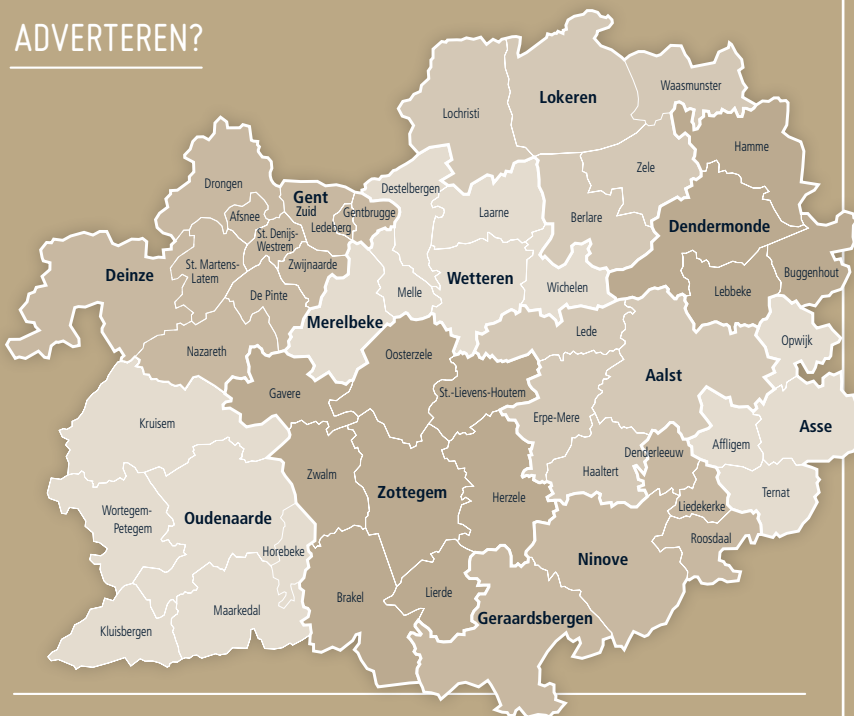 ADVERTEREN?
Lokeren
Waasmunster
Lochristi
Hamme
Zele
Drongen
Destelbergen
Gent
Zuid
Gentbrugge
Laarne
Afsnee
Ledeberg
Berlare
Dendermonde
St. Denijs-
Westrem
Deinze
St. Martens-
Latem
Zwijnaarde
Wetteren
Buggenhout
De Pinte
Melle
Wichelen
Lebbeke
Merelbeke
Lede
Opwijk
Nazareth
Oosterzele
Aalst
Gavere
St.-Lievens-Houtem
Kruisem
Erpe-Mere
Asse
Affligem
Denderleeuw
Zwalm
Haaltert
Zottegem
Herzele
Ternat
Wortegem-
Petegem
Oudenaarde
Liedekerke
Roosdaal
Horebeke
Ninove
Brakel
Lierde
Maarkedal
Geraardsbergen
Kluisbergen